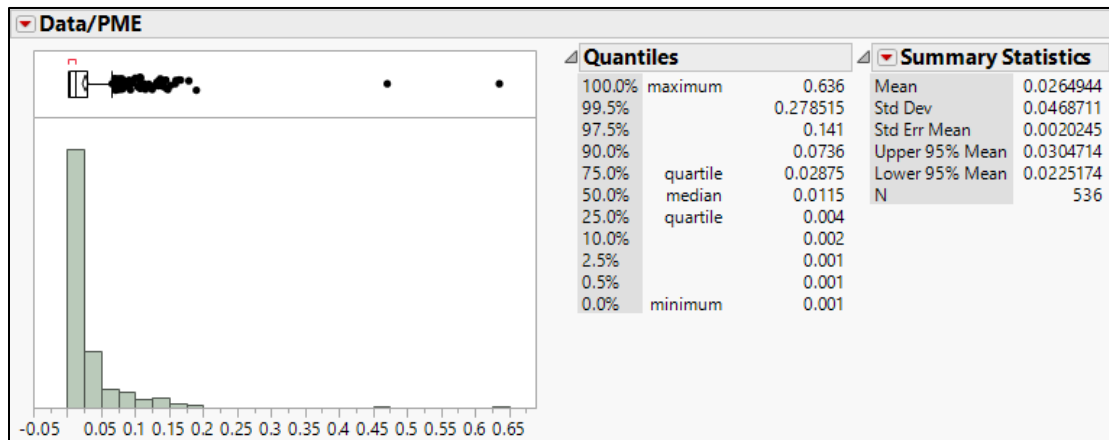 Data/PME
-0.05 0.05 0.1 0.15 0.2 0.25 0.3 0.35 0.4 0.45 0.5 0.55 0.6 0.65
Quantiles
100.0% maximum 0.636
99.5% 0.278515
97.5% 0.141
90.0% 0.0736
75.0% quartile 0.02875
50.0% median 0.0115
25.0% quartile 0.004
10.0% 0.002
2.5% 0.001
0.5% 0.001
0.0% minimum 0.001
Summary Statistics
Mean 0.0264944
Std Dev 0.0468711
Std Err Mean 0.0020245
Upper 95% Mean 0.0304714
Lower 95% Mean 0.0225174
N 536